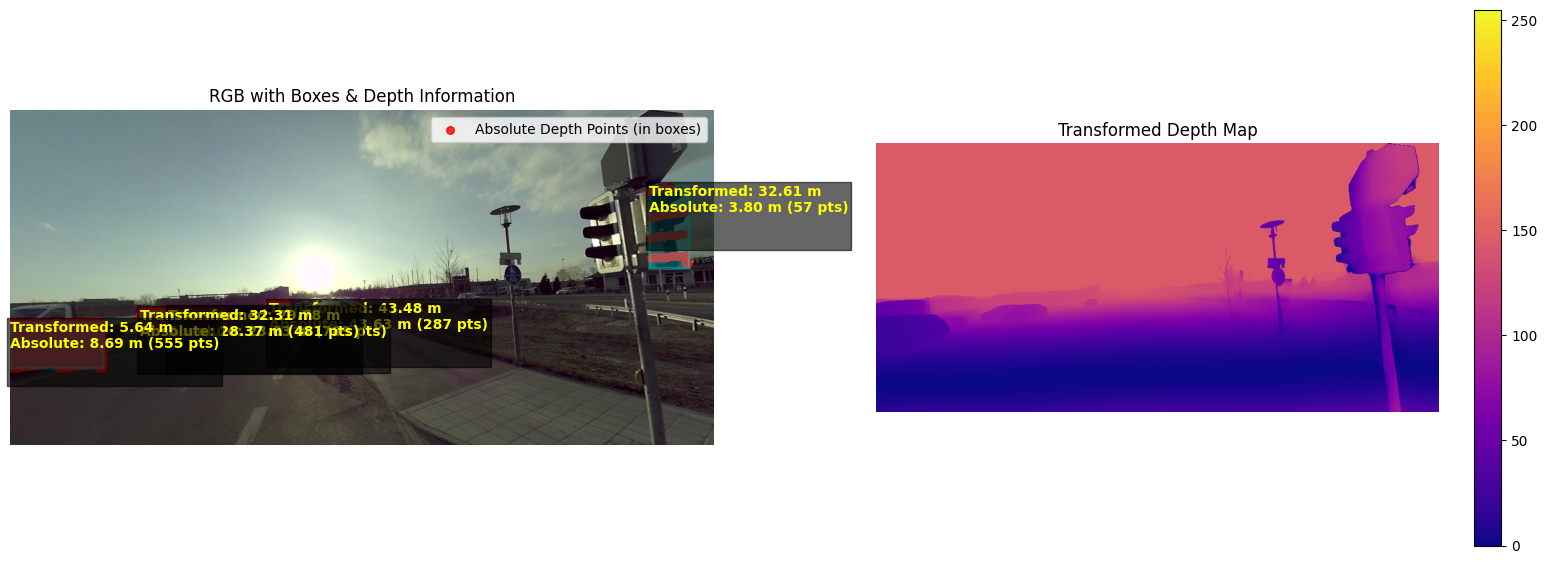 RGB with Boxes & Depth Information
Absolute Depth Points (in boxes)
Transformed: 32.61 m
Absolute: 3.80 m (57 pts)
Transformed: 43.48 m
m (287 pts)
Transformed: 32.31 m
28.37 m (481 pts)
Transformed: 5.64 m
Absolute: 8.69 m (555 pts)
Transformed Depth Map
250
200
150
100
50
0